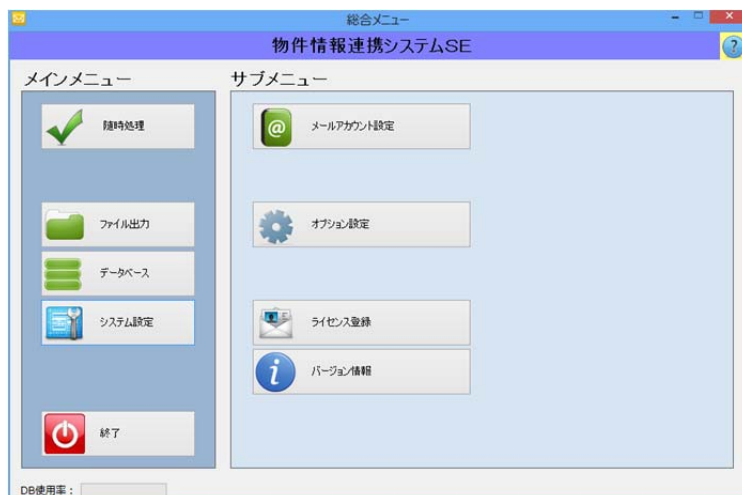 総合メニュー
物件情報連携システムSE
?
メインメニュー
サブメニュー
随時処理
@
メールアカウント設定
ファイル出力
オプション設定
データベース
システム設定
ライセンス登録
i
バージョン情報
終了
DB使用率: